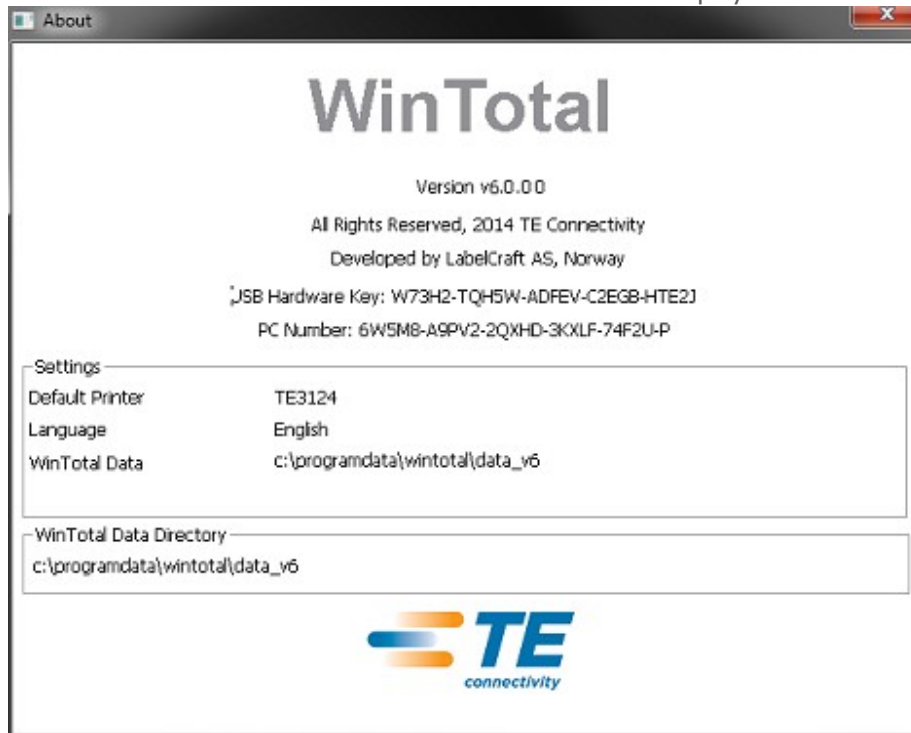 About
WinTotal
Version v6.0.0 0
All Rights Reserved, 2014 TE Connectivity
Developed by LabelCraft AS, Norway
USB Hardware Key: W73H2-TQH5W-ADFEV-C2EGB-HTE2J
PC Number: 6W5M8-A9PV2-2QXHD-3KXLF-74F2U-P
Settings
Default Printer TE3124
Language English
WinTotal Data c:\programdata\wintotal\data_v6
WinTotal Data Directory
c:\programdata\wintotal\data_v6
TE
connectivity